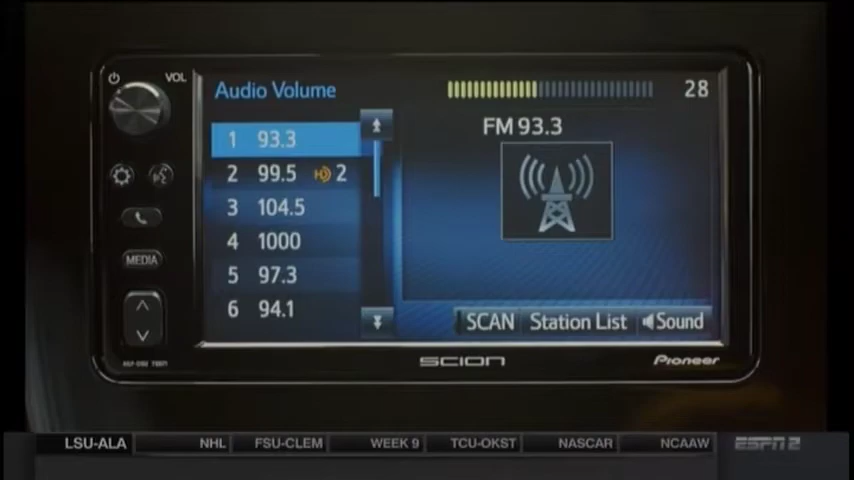 VOL
Audio Volume 28
FM 93.3
1 93.3
2 99.5 HD 2
3 104.5
4 1000
5 97.3
6 94.1
MEDIA
SCAN Station List Sound
SCION Pioneer
LSU-ALA NHL FSU-CLEM WEEK 9 TCU-OKST NASCAR NCAAW ESPN2